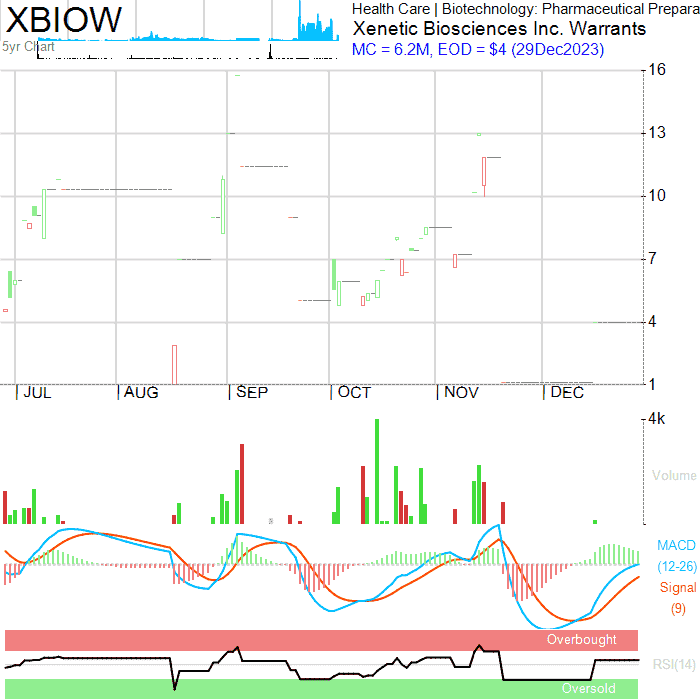 XBIOW
Health Care | Biotechnology: Pharmaceutical Prepara
Xenetic Biosciences Inc. Warrants
5yr Chart
MC = 6.2M, EOD = $4 (29Dec2023)
16
13
10
7
4
1
JUL AUG SEP OCT NOV DEC
4k
Volume
MACD
(12-26)
Signal
(9)
Overbought
RSI(14)
Oversold